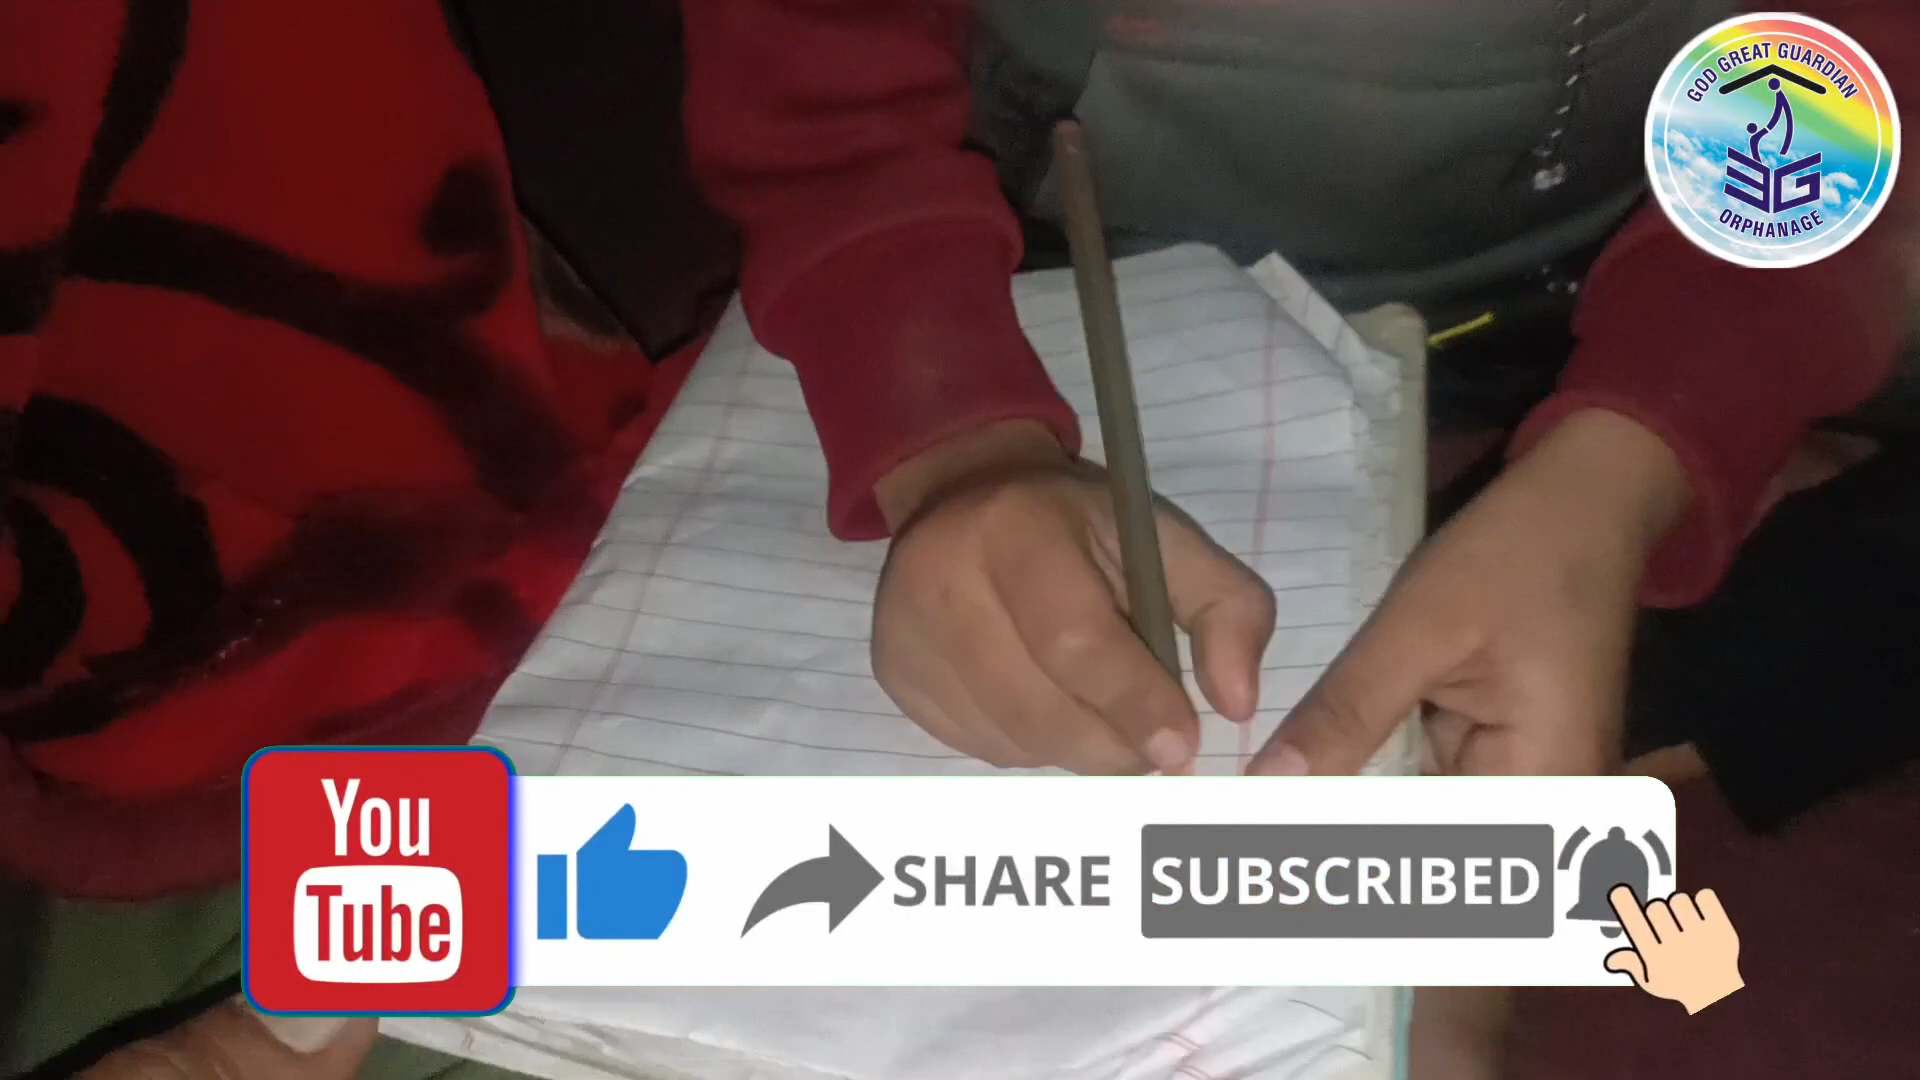 GOD GREAT GUARDIAN
3G
ORPHANAGE
You
Tube
SHARE
SUBSCRIBED